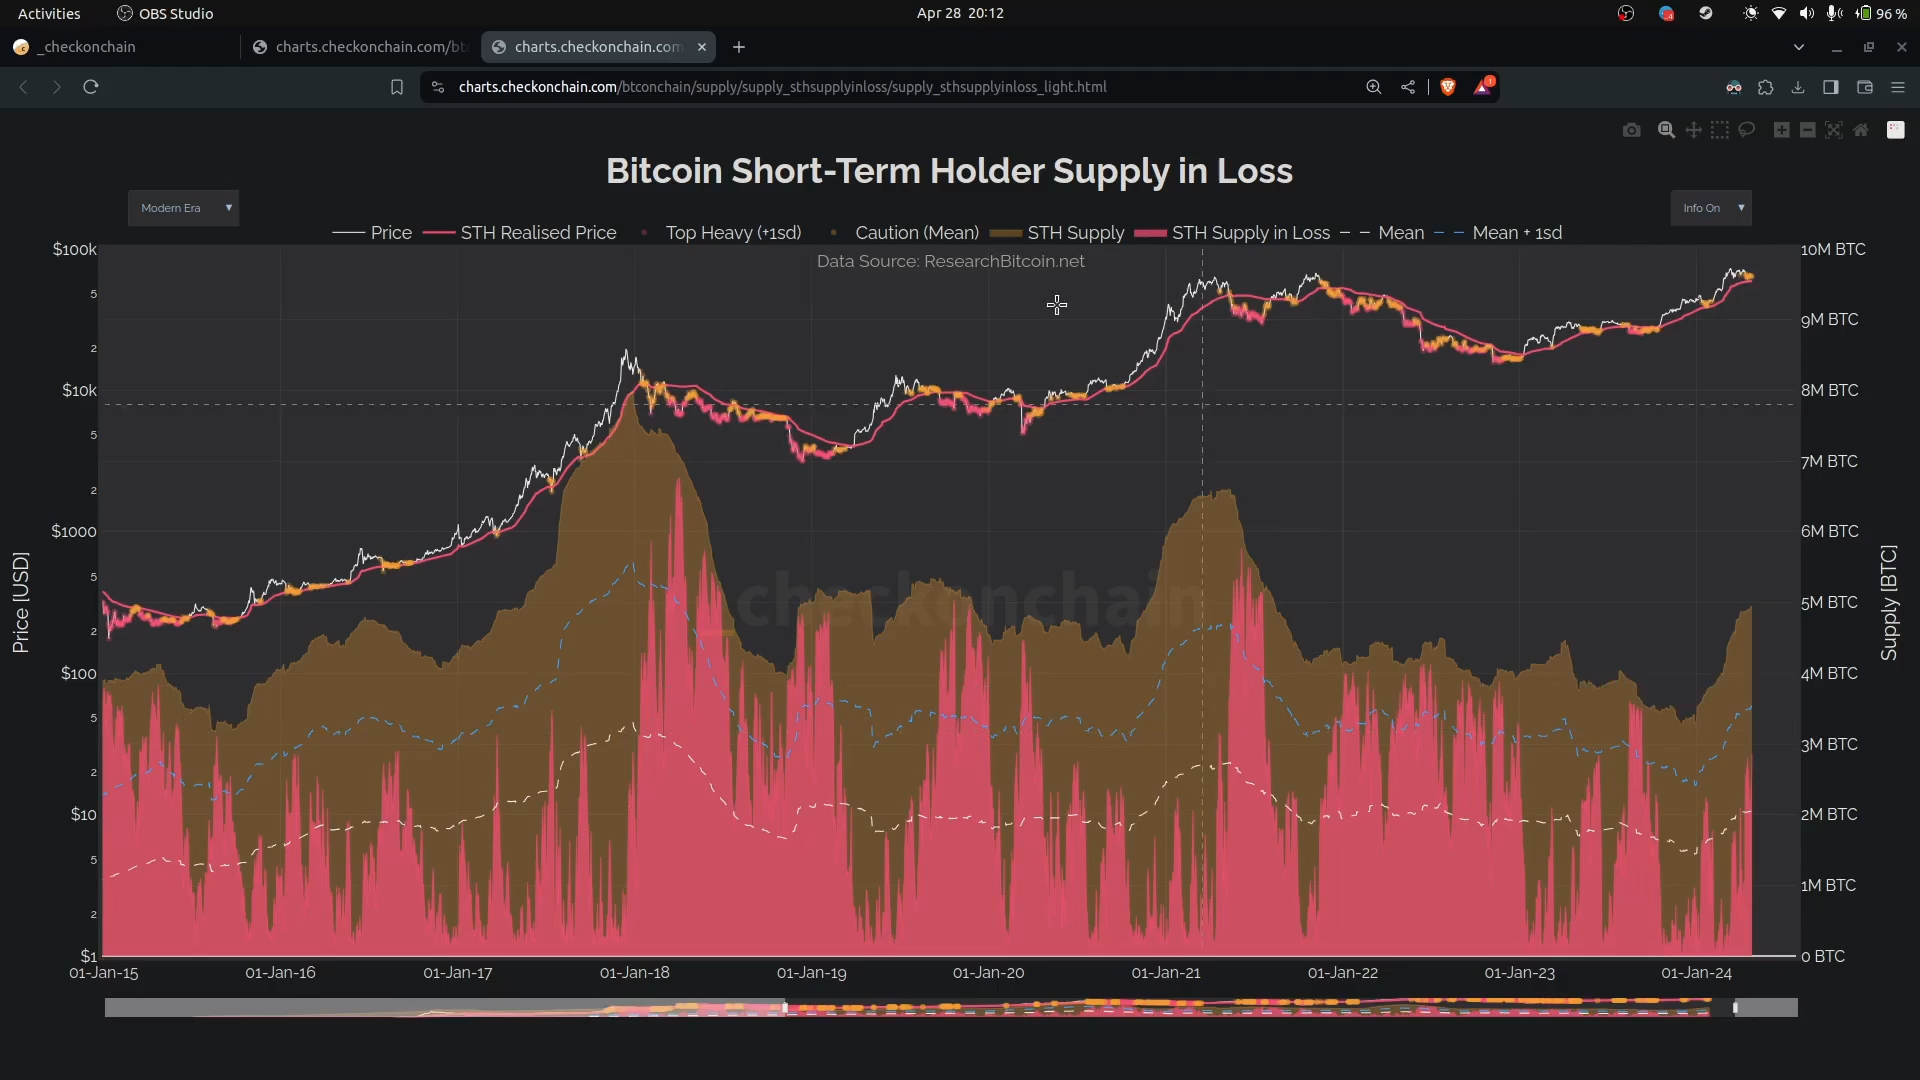 Activities OBS Studio Apr 28 20:12 96 %
_checkonchain charts.checkonchain.com/btc charts.checkonchain.com
charts.checkonchain.com/btconchain/supply/supply_sthsupplyinloss/supply_sthsupplyinloss_light.html 1
Bitcoin Short-Term Holder Supply in Loss
Modern Era Info On
Price STH Realised Price Top Heavy (+1sd) Caution (Mean) STH Supply STH Supply in Loss Mean Mean + 1sd
Data Source: ResearchBitcoin.net
$100k
5
2
$10k
5
2
$1000
5
2
$100
5
2
$10
5
2
$1
Price [USD]
_checkonchain
10M BTC
9M BTC
8M BTC
7M BTC
6M BTC
5M BTC
4M BTC
3M BTC
2M BTC
1M BTC
0 BTC
Supply [BTC]
01-Jan-15 01-Jan-16 01-Jan-17 01-Jan-18 01-Jan-19 01-Jan-20 01-Jan-21 01-Jan-22 01-Jan-23 01-Jan-24